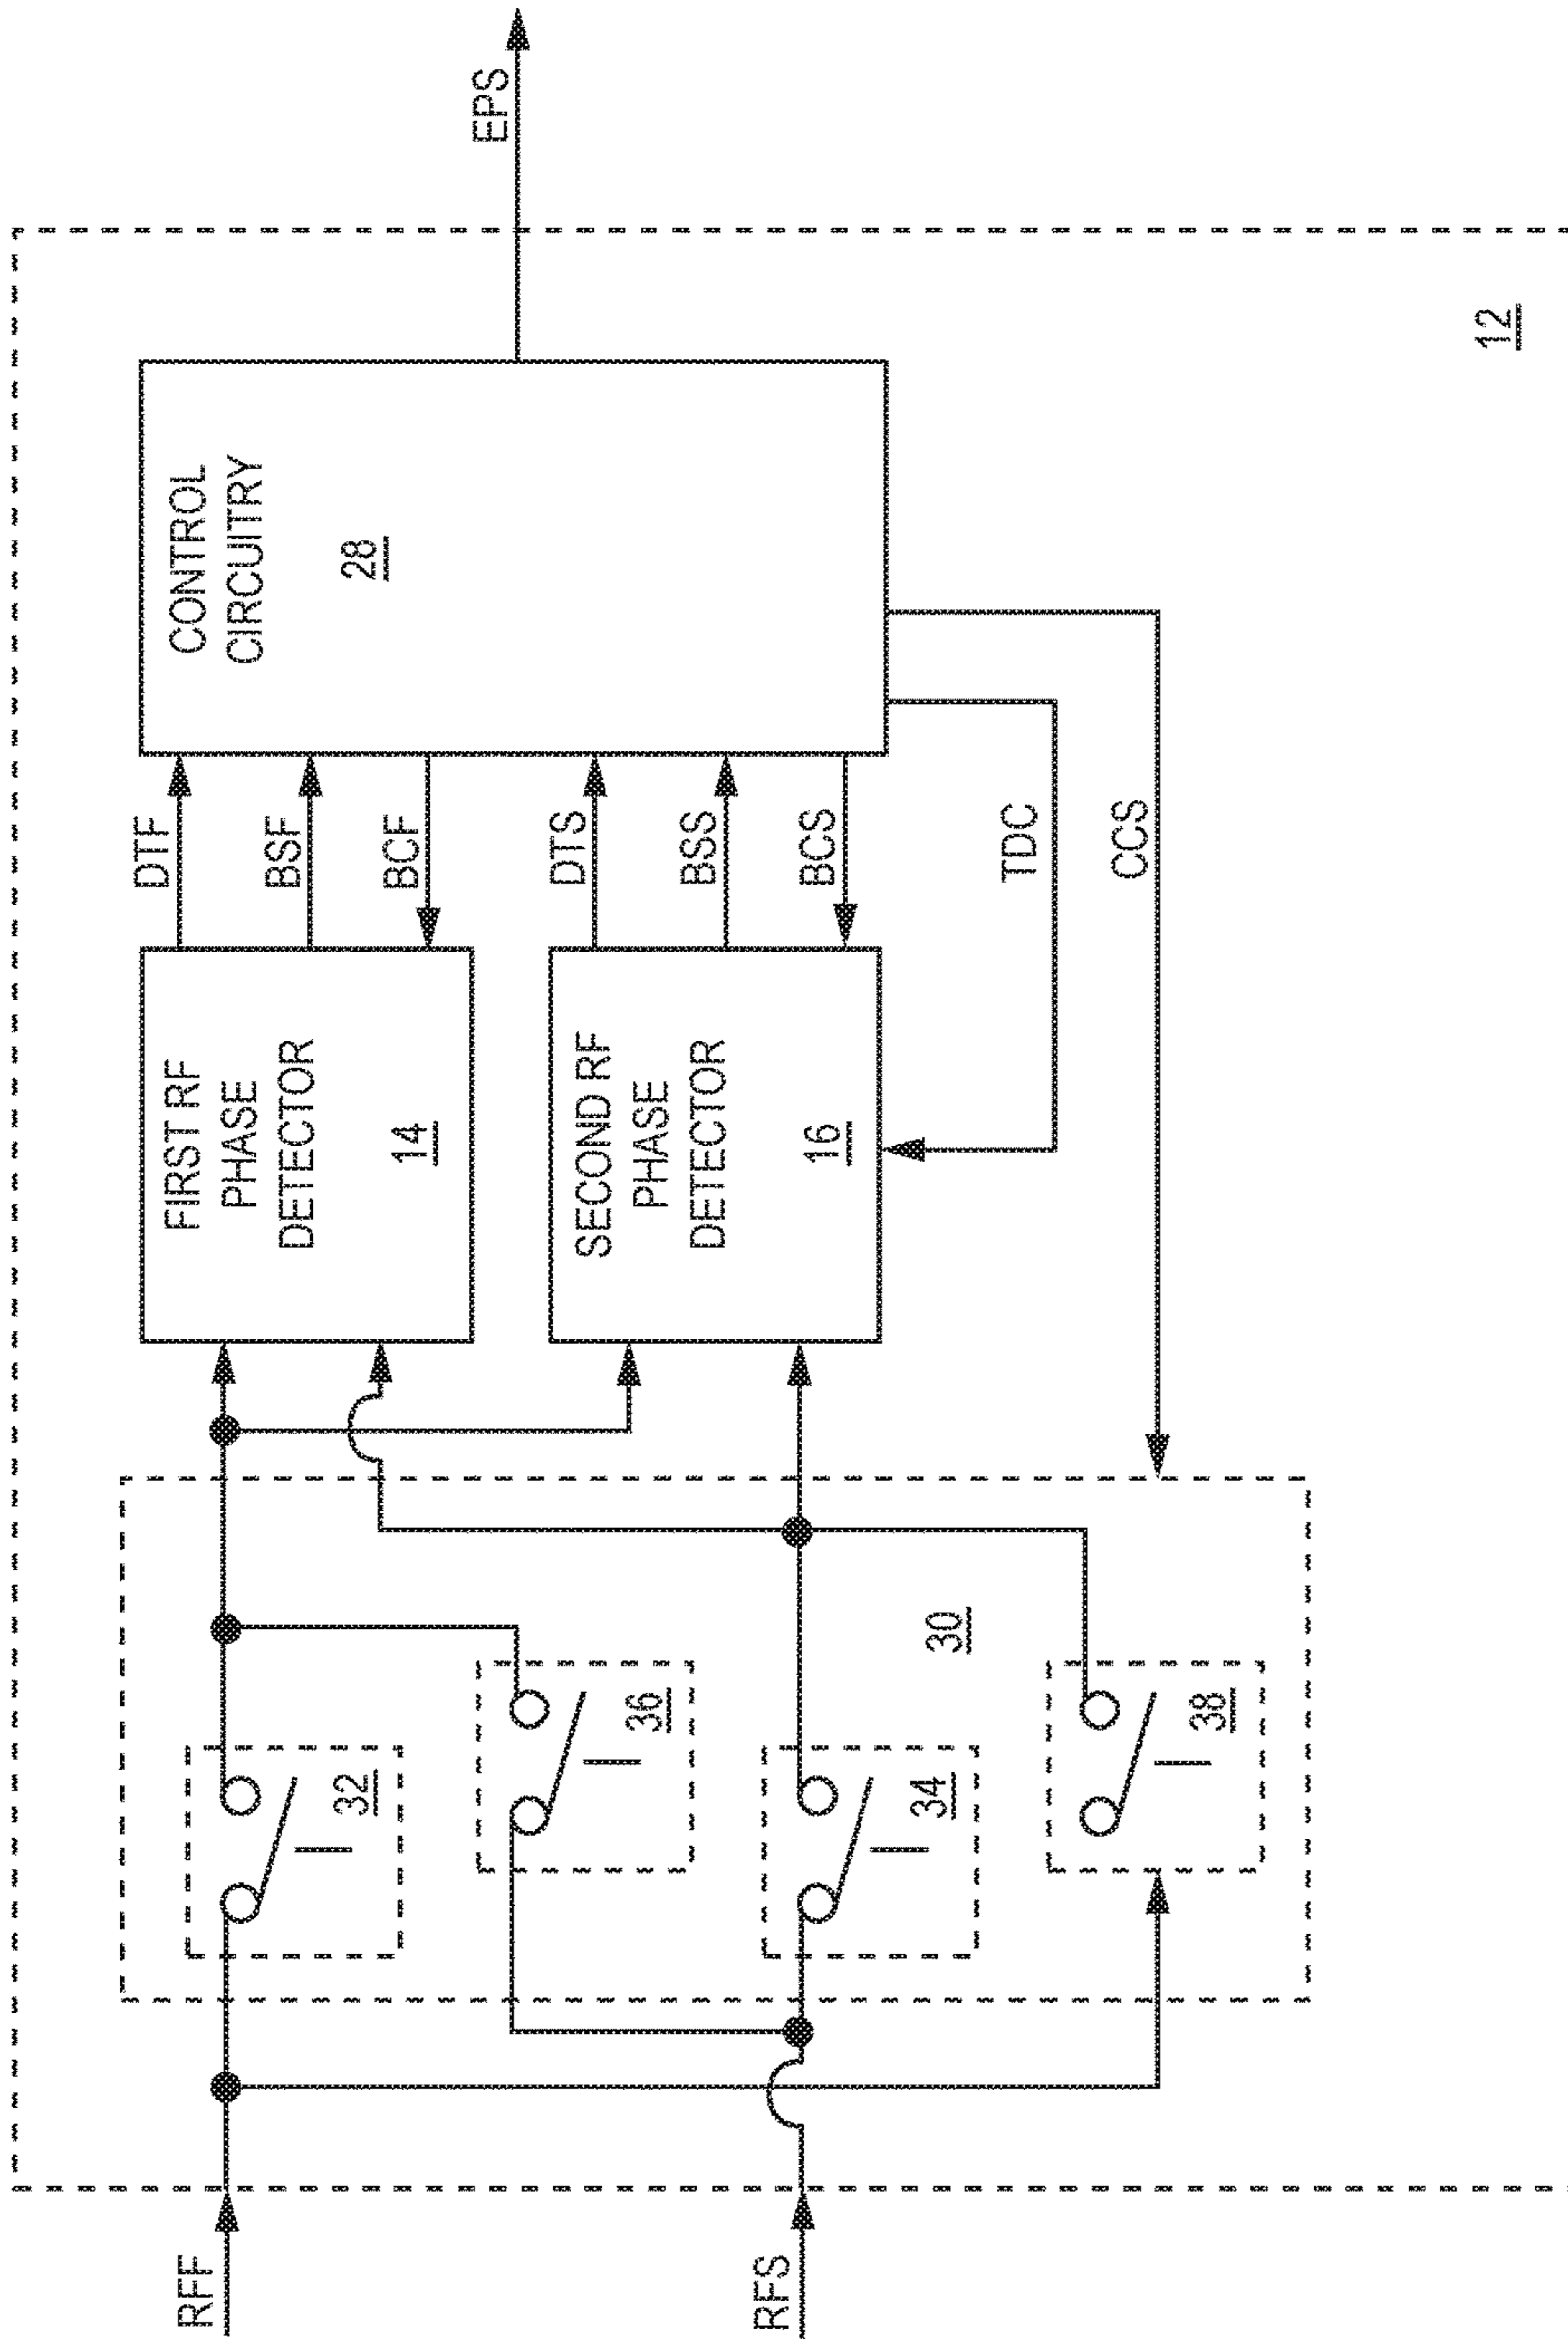 RFF
RFS
32
36
34
38
30
FIRST RF
PHASE
DETECTOR
14
SECOND RF
PHASE
DETECTOR
16
DTF
BSF
BCF
DTS
BSS
BCS
TDC
CCS
CONTROL
CIRCUITRY
28
EPS
12